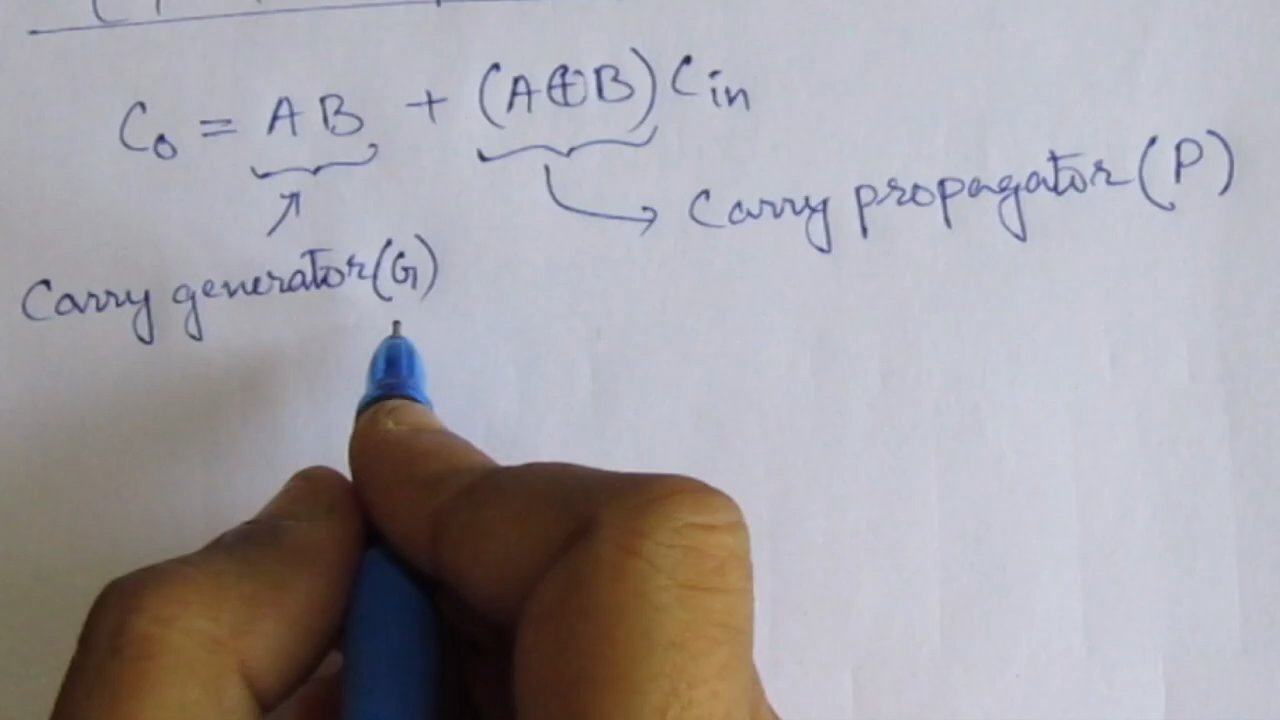 C₀ = AB + (A⊕B) Cin
Carry propagator (P)
Carry generator (G)